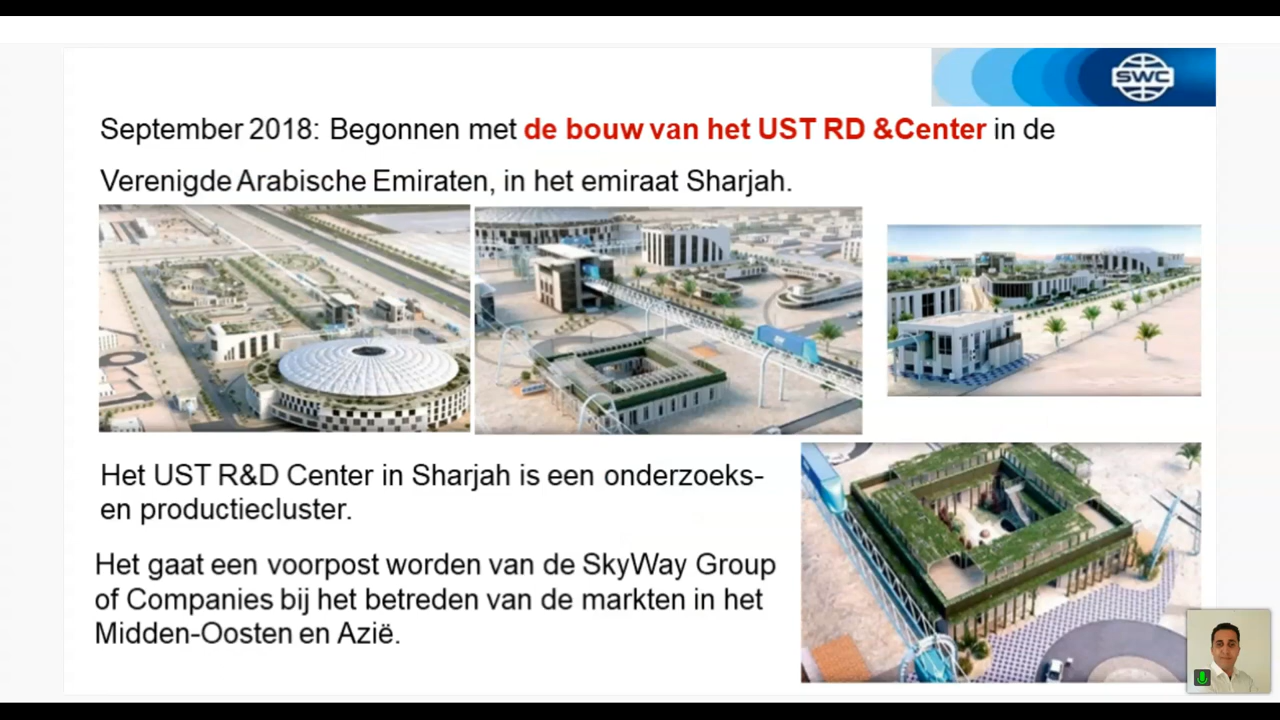 SWC
September 2018: Begonnen met de bouw van het UST RD &Center in de
Verenigde Arabische Emiraten, in het emiraat Sharjah.
Het UST R&D Center in Sharjah is een onderzoeks-
en productiecluster.
Het gaat een voorpost worden van de SkyWay Group
of Companies bij het betreden van de markten in het
Midden-Oosten en Azië.